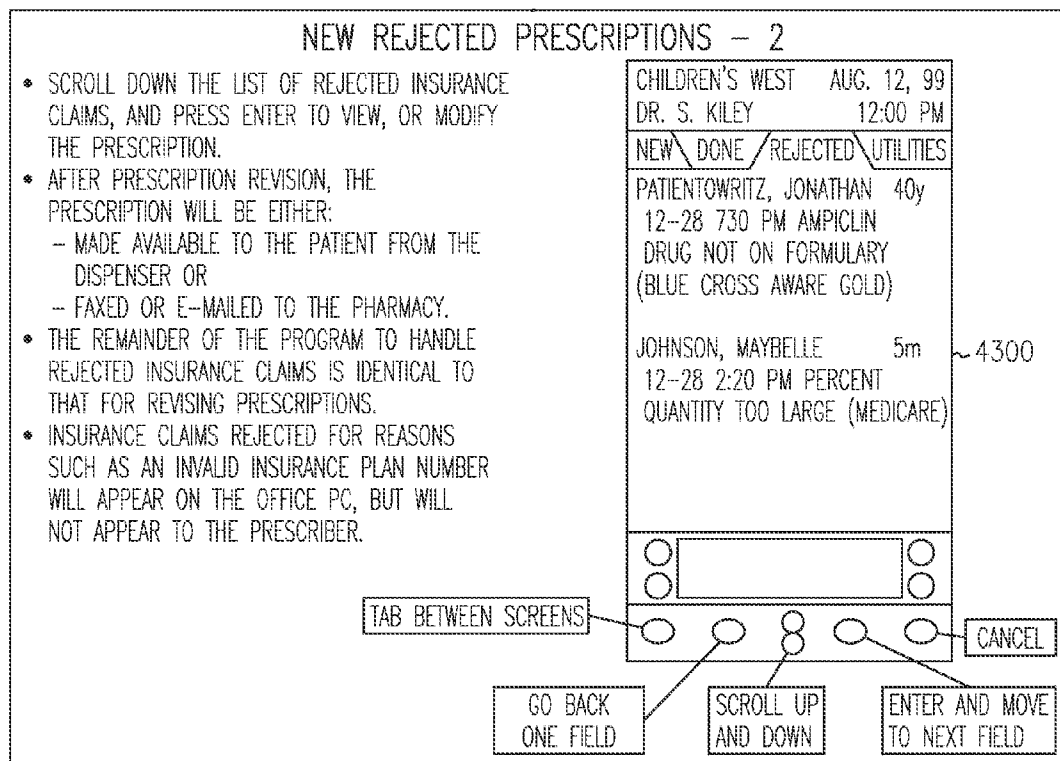 NEW REJECTED PRESCRIPTIONS – 2
• SCROLL DOWN THE LIST OF REJECTED INSURANCE
CLAIMS, AND PRESS ENTER TO VIEW, OR MODIFY
THE PRESCRIPTION.
• AFTER PRESCRIPTION REVISION, THE
PRESCRIPTION WILL BE EITHER:
– MADE AVAILABLE TO THE PATIENT FROM THE
DISPENSER OR
– FAXED OR E–MAILED TO THE PHARMACY.
• THE REMAINDER OF THE PROGRAM TO HANDLE
REJECTED INSURANCE CLAIMS IS IDENTICAL TO
THAT FOR REVISING PRESCRIPTIONS.
• INSURANCE CLAIMS REJECTED FOR REASONS
SUCH AS AN INVALID INSURANCE PLAN NUMBER
WILL APPEAR ON THE OFFICE PC, BUT WILL
NOT APPEAR TO THE PRESCRIBER.
CHILDREN'S WEST AUG. 12, 99
DR. S. KILEY 12:00 PM
NEW DONE REJECTED UTILITIES
PATIENTOWRITZ, JONATHAN 40y
12–28 730 PM AMPICLIN
DRUG NOT ON FORMULARY
(BLUE CROSS AWARE GOLD)
JOHNSON, MAYBELLE 5m
12–28 2:20 PM PERCENT
QUANTITY TOO LARGE (MEDICARE)
4300
TAB BETWEEN SCREENS
CANCEL
GO BACK
ONE FIELD
SCROLL UP
AND DOWN
ENTER AND MOVE
TO NEXT FIELD